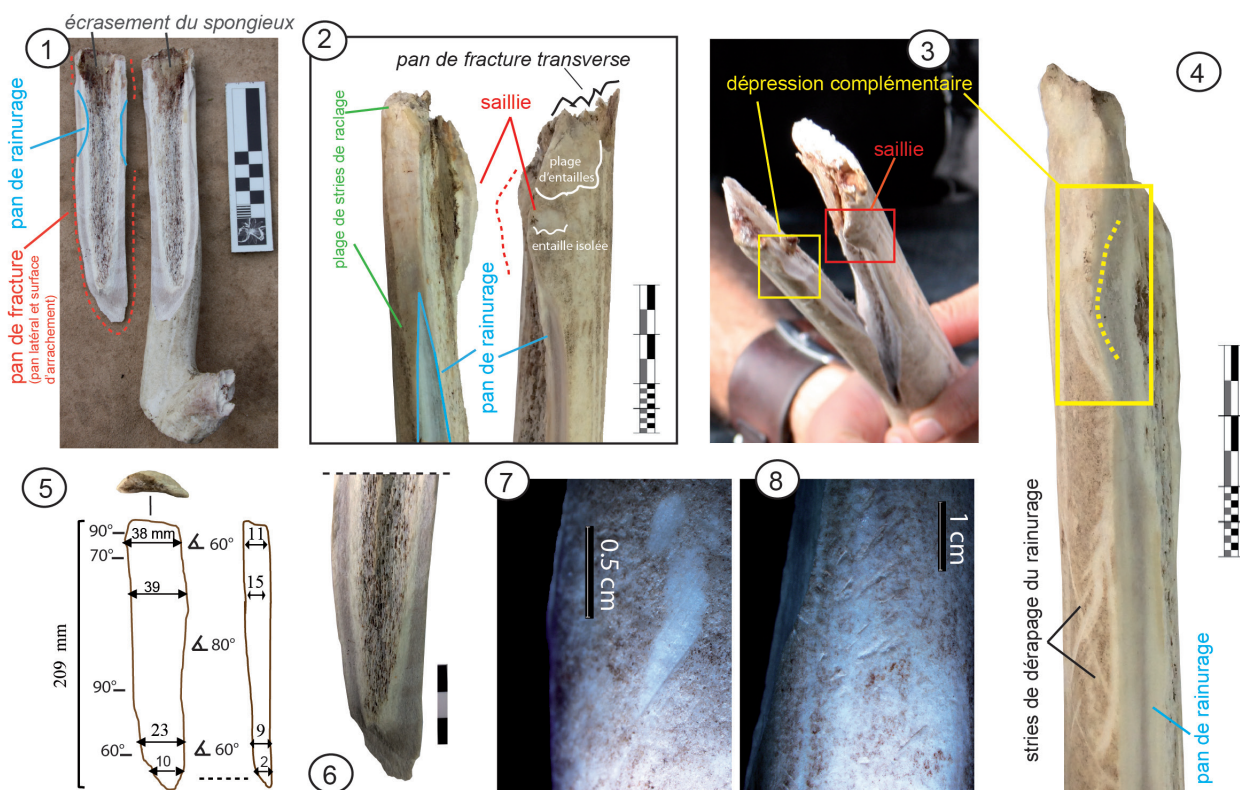 1
écrasement du spongieux
pan de rainurage
pan de fracture
(pan latéral et surface
d'arrachement)
2
pan de fracture transverse
saillie
plage
d'entailles
entaille isolée
plage de stries de raclage
pan de rainurage
3
dépression complémentaire
saillie
4
stries de dérapage du rainurage
pan de rainurage
5
90°
38 mm
∡ 60°
11
70°
39
15
∡ 80°
209 mm
90°
23
9
60°
∡ 60°
10
2
6
7
0.5 cm
8
1 cm